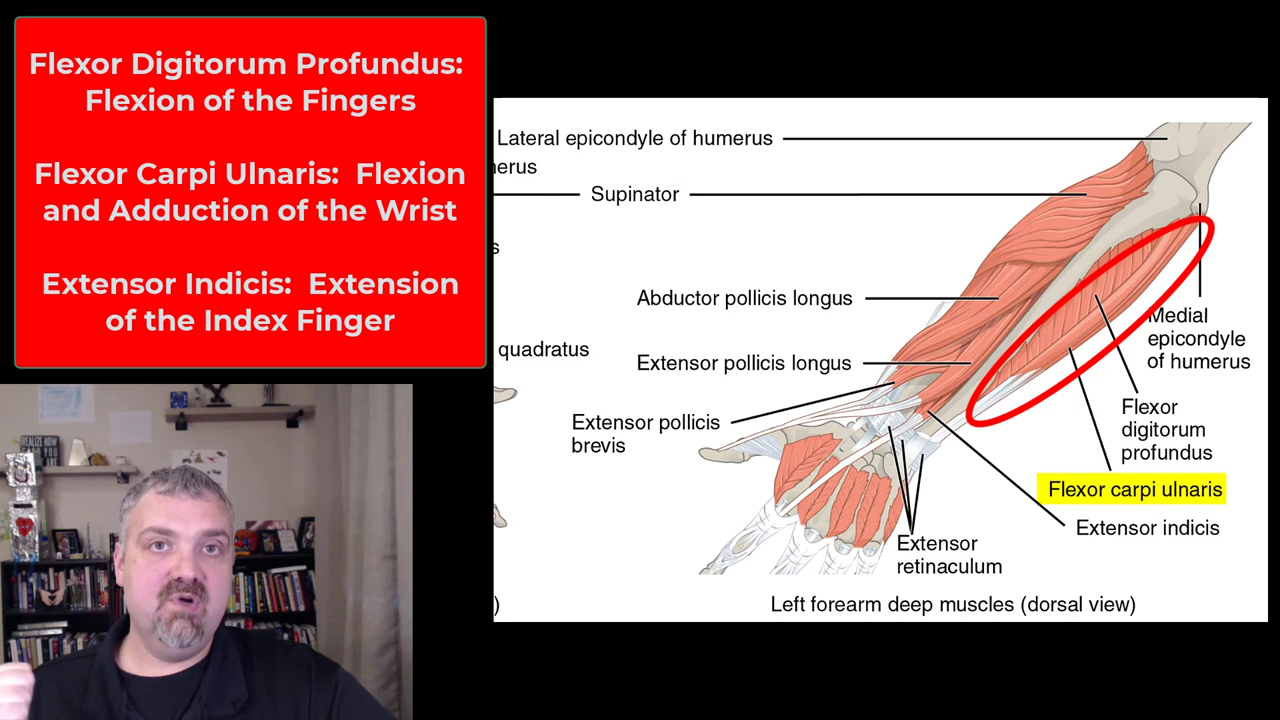 Flexor Digitorum Profundus:
Flexion of the Fingers
Flexor Carpi Ulnaris:  Flexion
and Adduction of the Wrist
Extensor Indicis:  Extension
of the Index Finger
Lateral epicondyle of humerus
nerus
Supinator
s
Abductor pollicis longus
quadratus
Extensor pollicis longus
Extensor pollicis
brevis
Medial
epicondyle
of humerus
Flexor
digitorum
profundus
Flexor carpi ulnaris
Extensor indicis
Extensor
retinaculum
)
Left forearm deep muscles (dorsal view)
REALIZE HOW